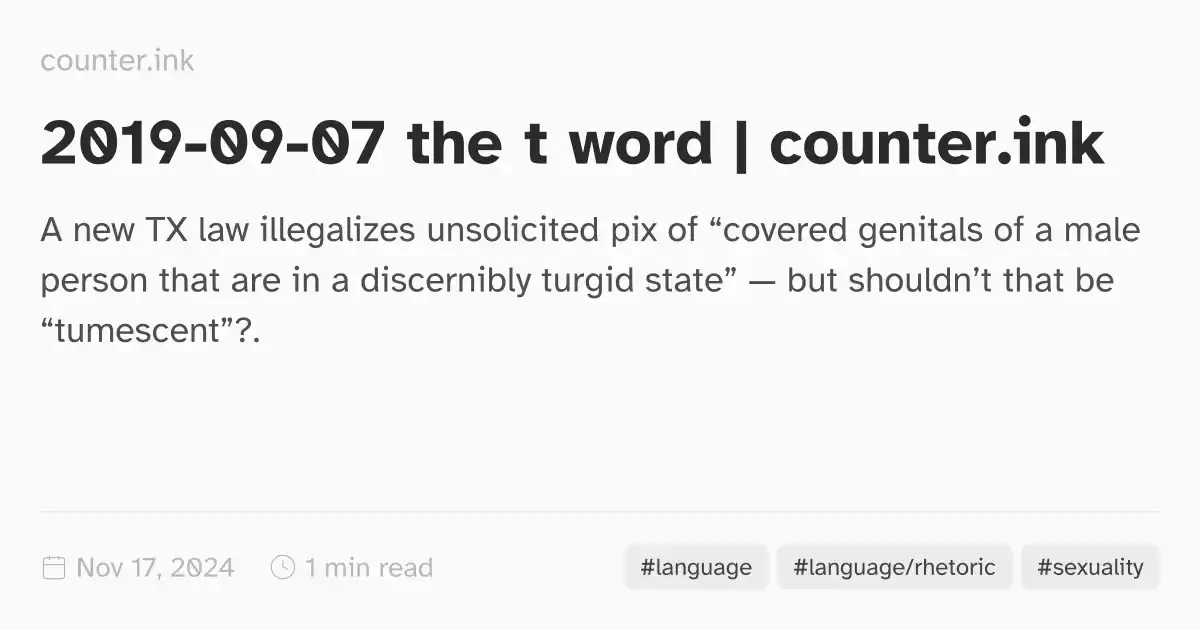 counter.ink
2019-09-07 the t word | counter.ink
A new TX law illegalizes unsolicited pix of “covered genitals of a male
person that are in a discernibly turgid state” — but shouldn’t that be
“tumescent”?.
Nov 17, 2024 1 min read #language #language/rhetoric #sexuality